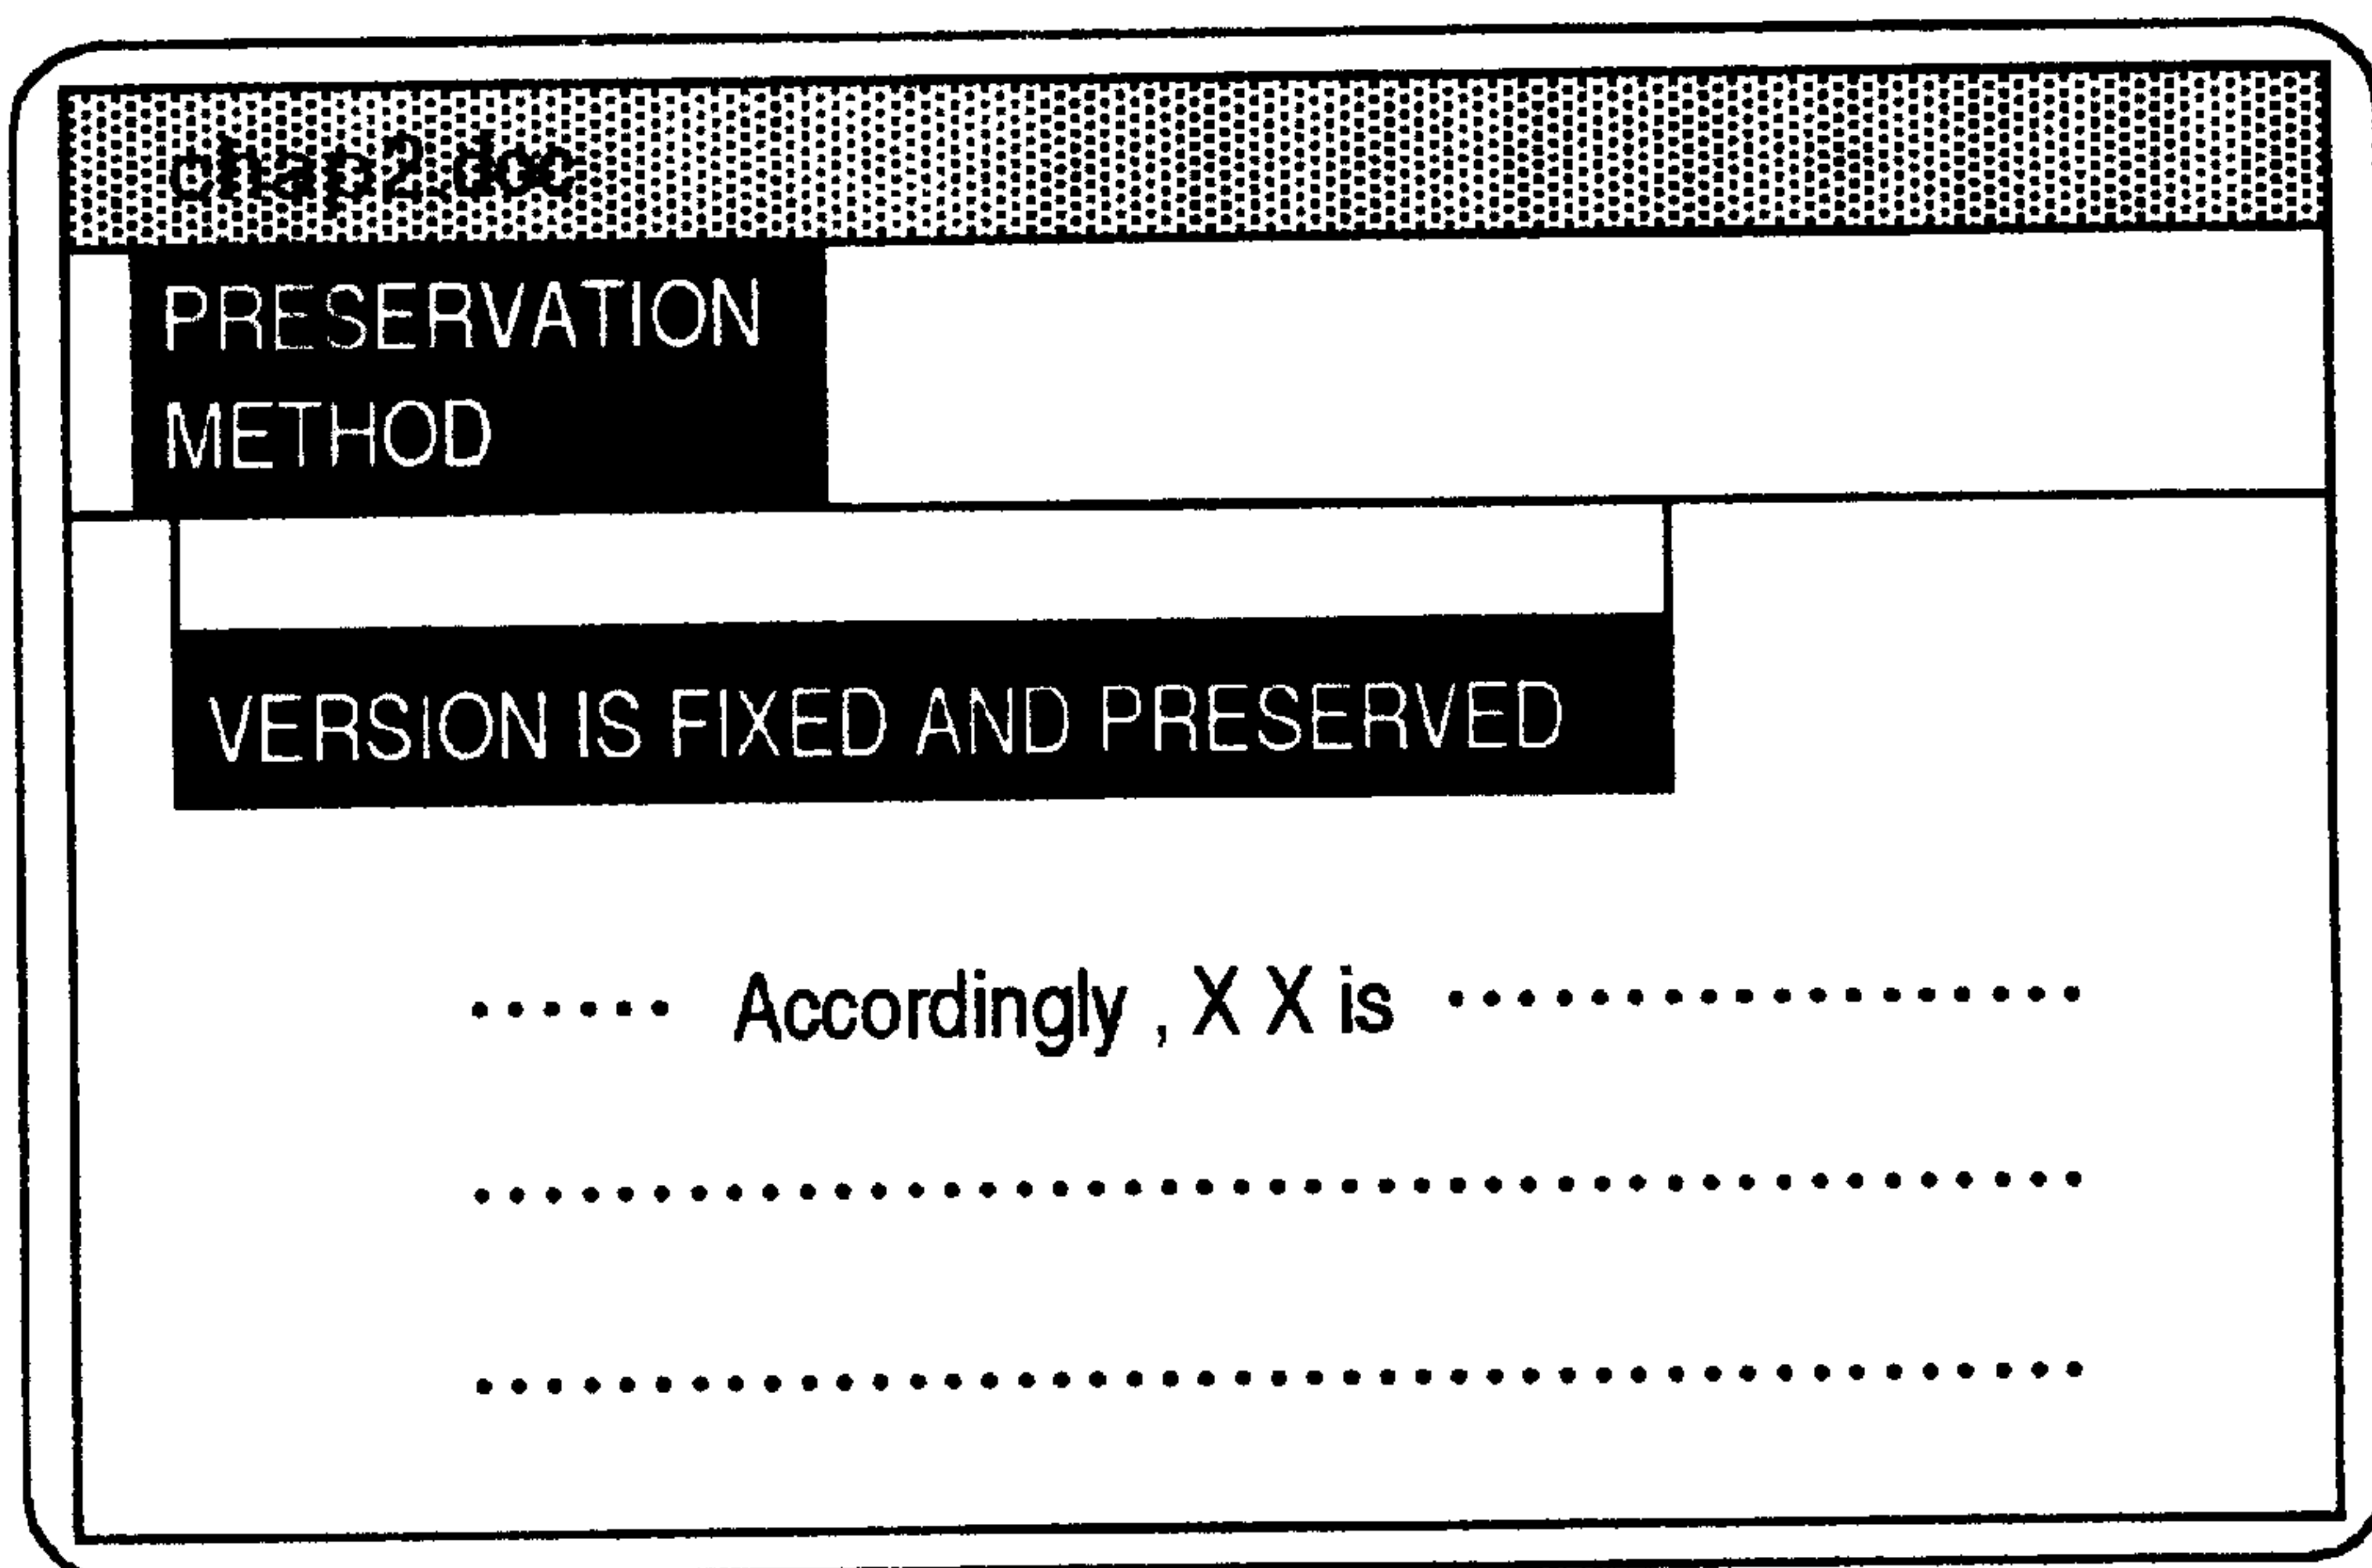 chap2.doc
PRESERVATION
METHOD
VERSION IS FIXED AND PRESERVED
...... Accordingly , X X is ..................
.............................................
.............................................